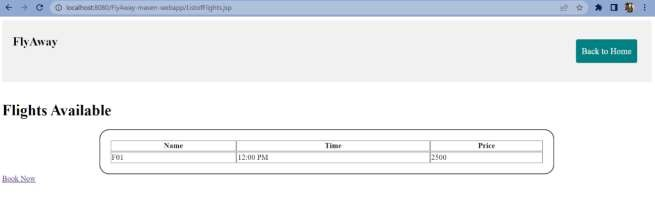 localhost:8080/FlyAway-maven-webapp/ListofFlights.jsp
FlyAway
Back to Home
Flights Available
Name Time Price
F01 12:00 PM 2500
Book Now